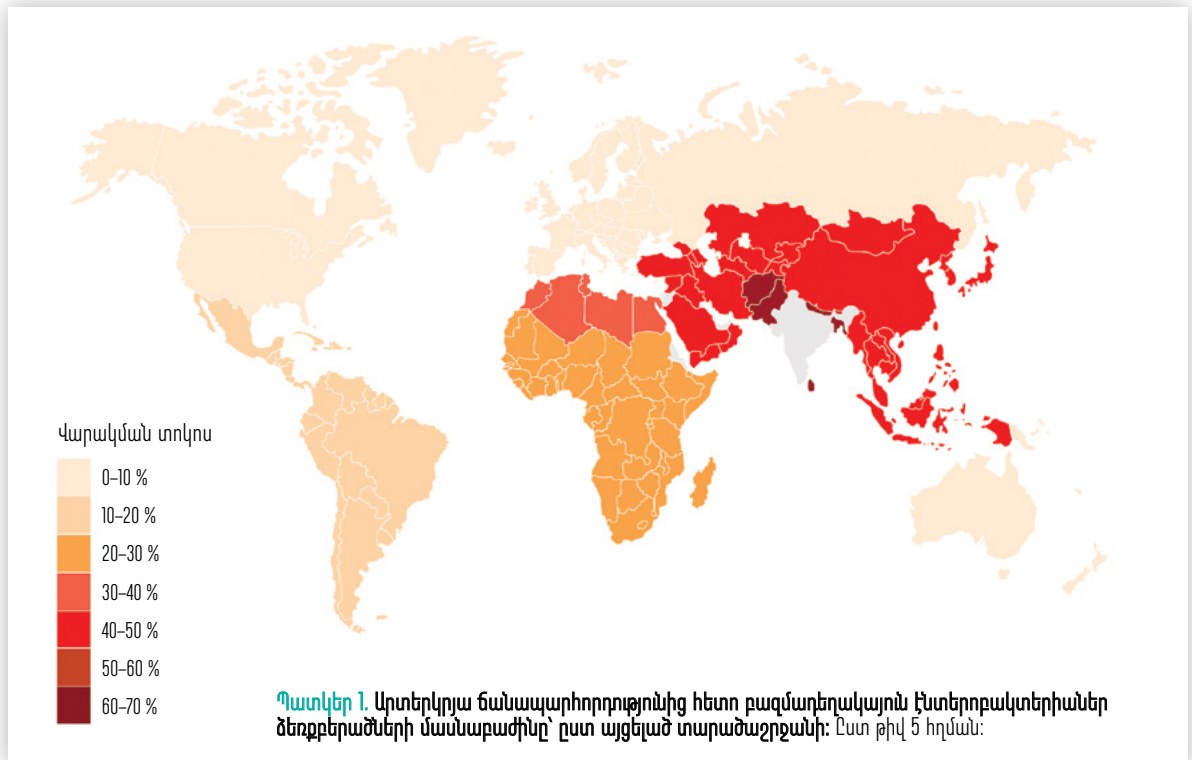 Վարակման տոկոս
0–10 %
10–20 %
20–30 %
30–40 %
40–50 %
50–60 %
60–70 %
Պատկեր 1. Արտերկրյա ճանապարհորդությունից հետո բազմադեղակայուն էնտերոբակտերիաներ
ձեռքբերածների մասնաբաժինը՝ ըստ այցելած տարածաշրջանի: Ըստ թիվ 5 հղման: